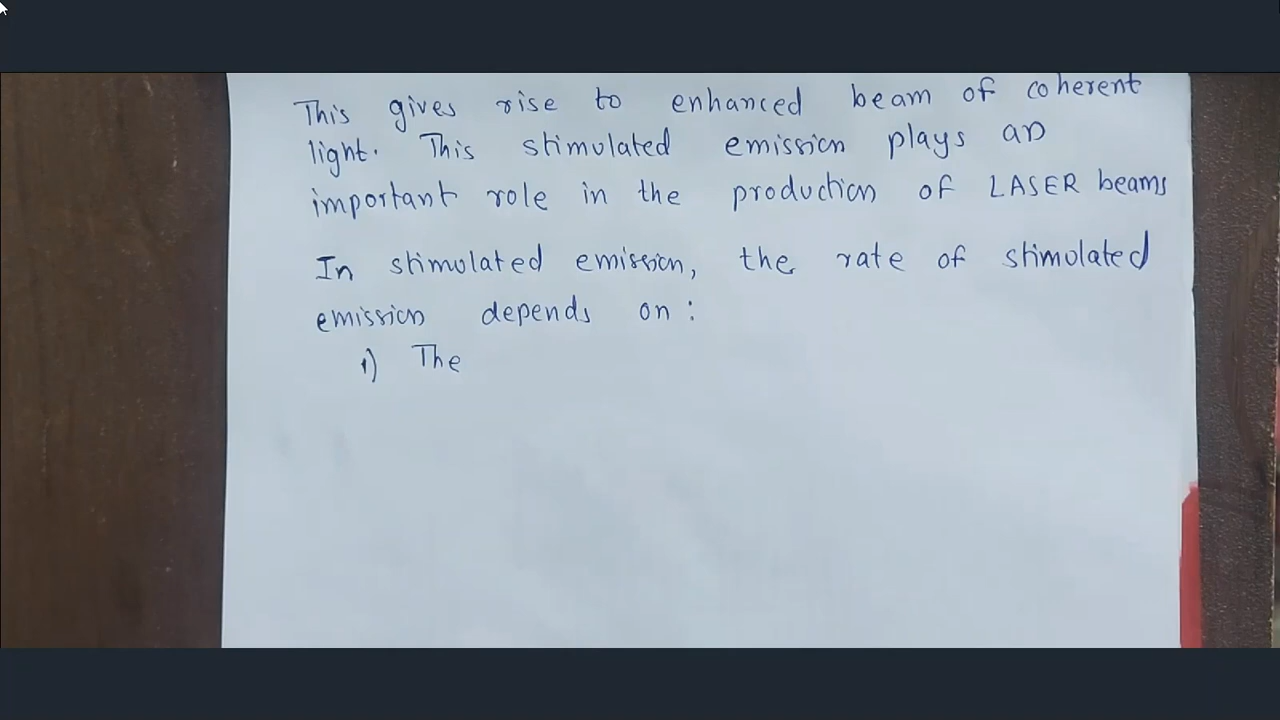 This gives rise to enhanced beam of coherent
light. This stimulated emission plays an
important role in the production of LASER beams
In stimulated emission, the rate of stimulated
emission depends on :
1) The